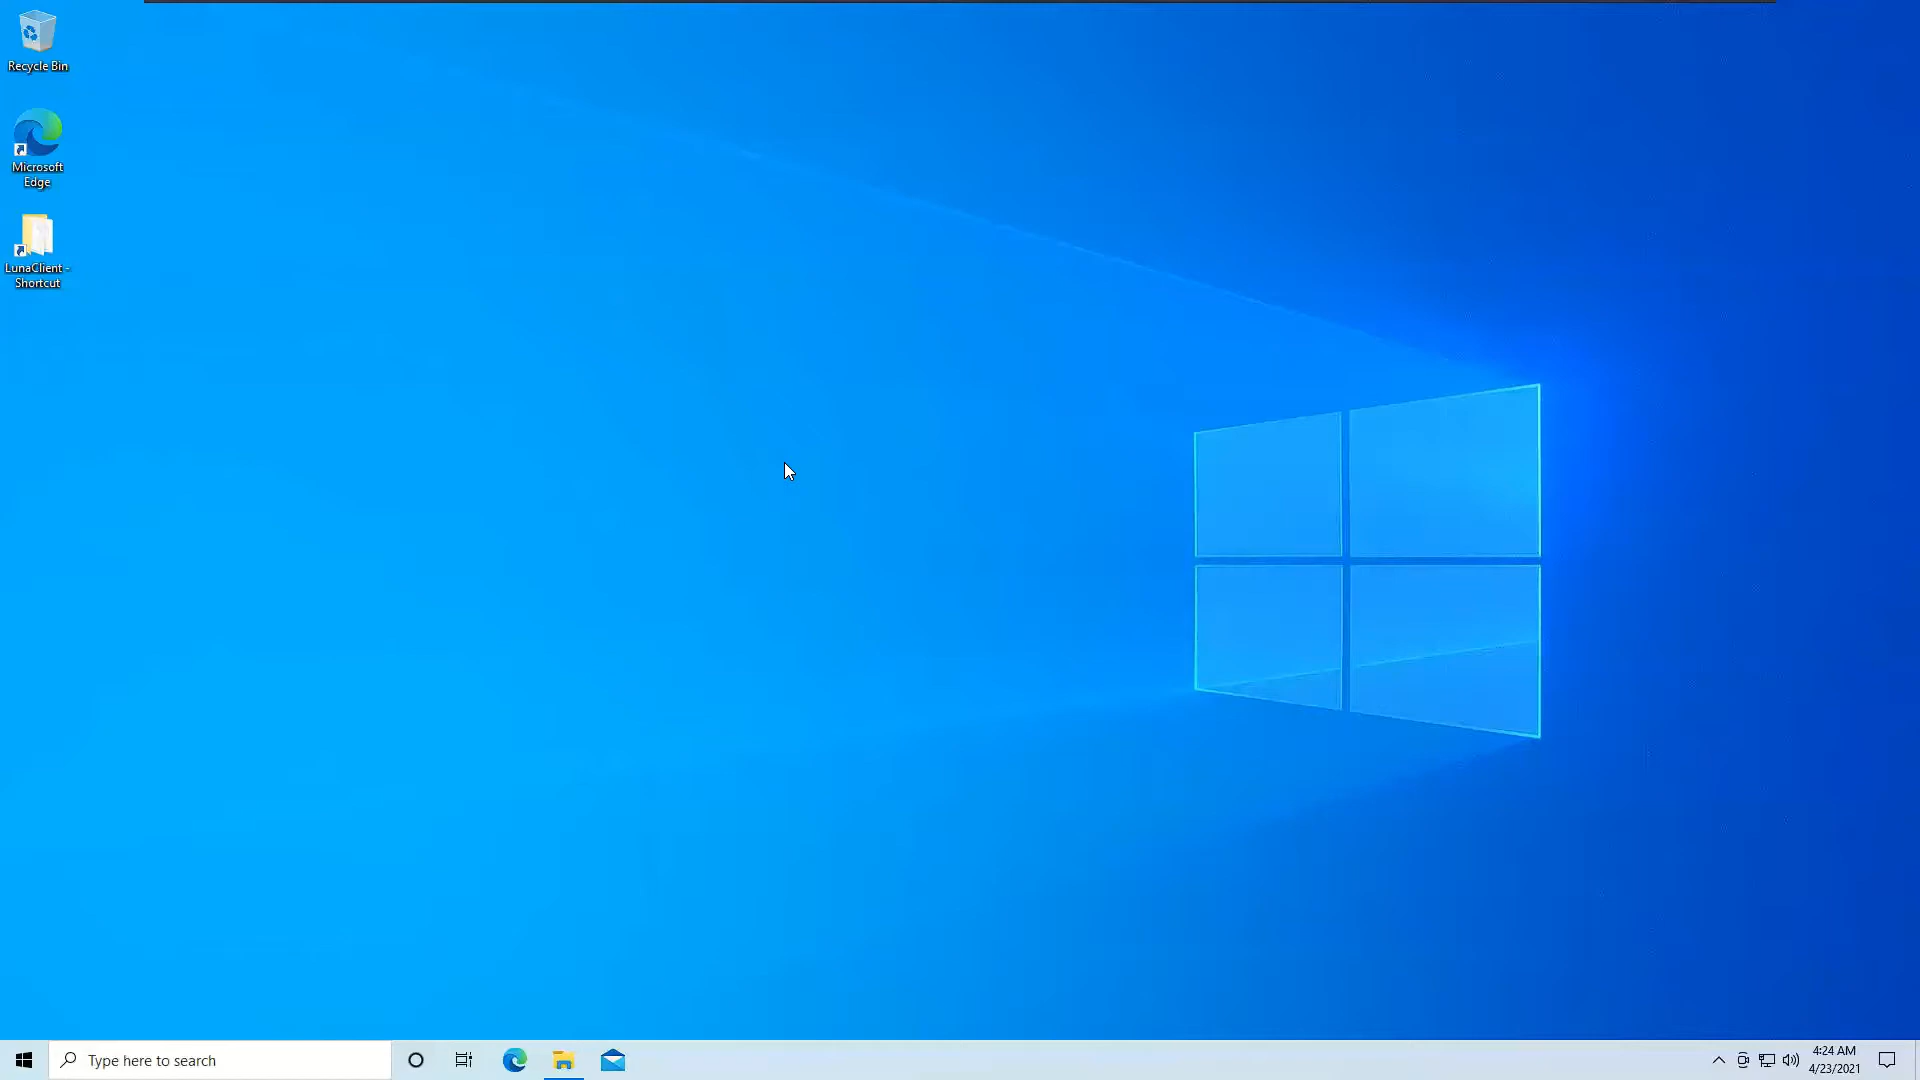 Recycle Bin
Microsoft
Edge
LunaClient -
Shortcut
Type here to search
4:24 AM
4/23/2021